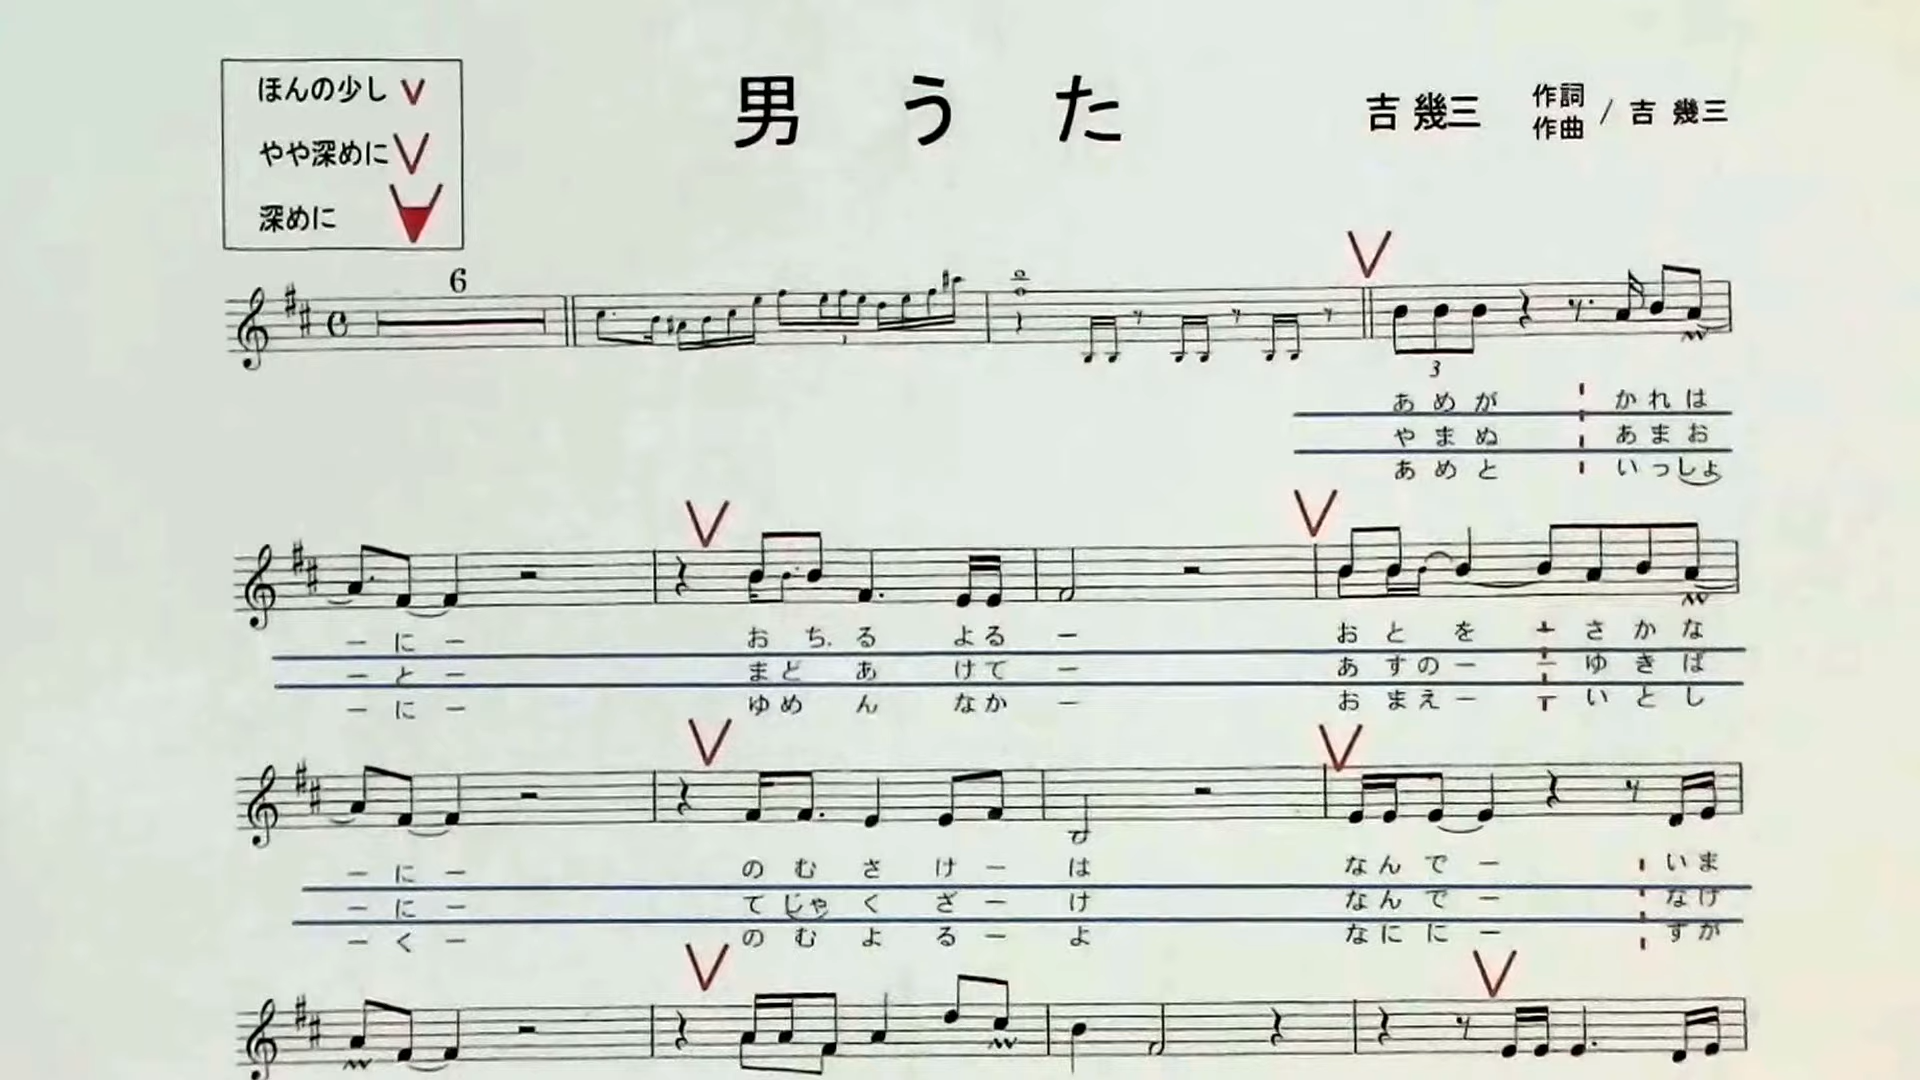 ほんの少し
やや深めに
深めに
男うた
吉 幾三
作詞
作曲 / 吉 幾三
6
3
あめが かれは
やまぬ あまお
あめと いっしょ
ーにー おちる よる ー おとを ー さかな
ーとー まど あ けて ー あすのー ー ゆきば
ーにー ゆめ ん なか ー おまえー ー いとし
ーにー のむ さ けー は なんでー いま
ーにー てじゃく ざー け なんでー なけ
ーくー のむ よ るー よ なににー すが